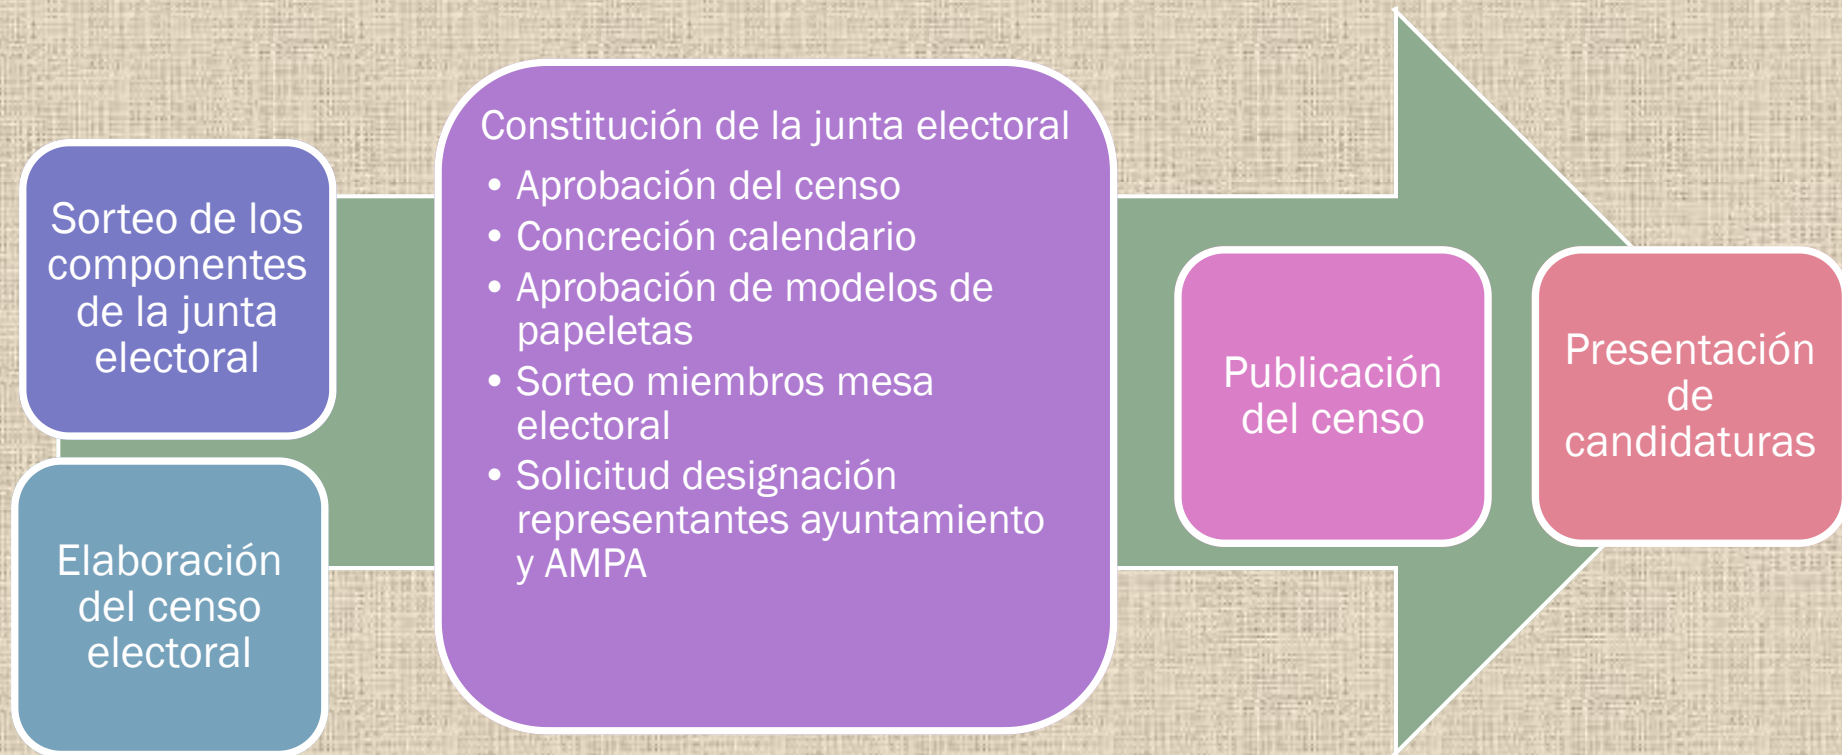 Sorteo de los
componentes
de la junta
electoral
Elaboración
del censo
electoral
Constitución de la junta electoral
• Aprobación del censo
• Concreción calendario
• Aprobación de modelos de
papeletas
• Sorteo miembros mesa
electoral
• Solicitud designación
representantes ayuntamiento
y AMPA
Publicación
del censo
Presentación
de
candidaturas